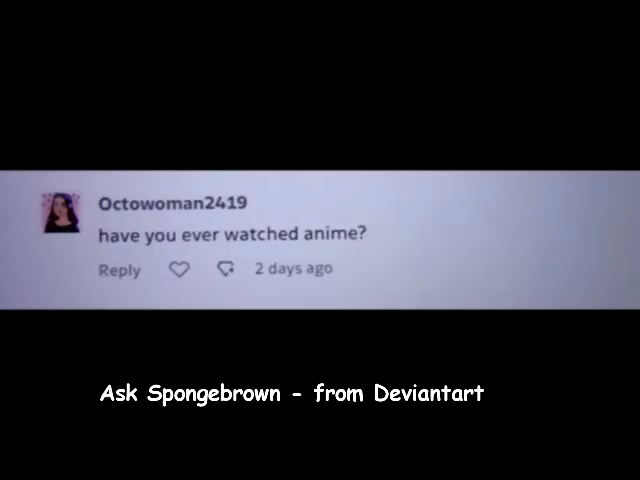 Octowoman2419
have you ever watched anime?
Reply
2 days ago
Ask Spongebrown - from Deviantart